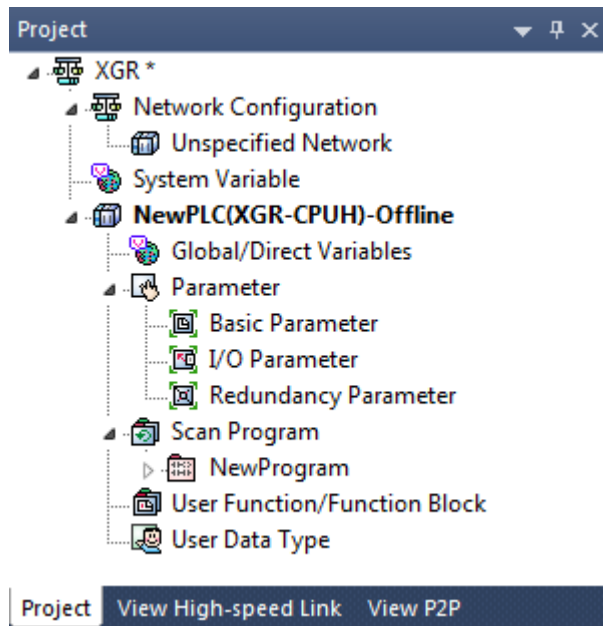 Project
XGR *
Network Configuration
Unspecified Network
System Variable
NewPLC(XGR-CPUH)-Offline
Global/Direct Variables
Parameter
Basic Parameter
I/O Parameter
Redundancy Parameter
Scan Program
NewProgram
User Function/Function Block
User Data Type
Project View High-speed Link View P2P